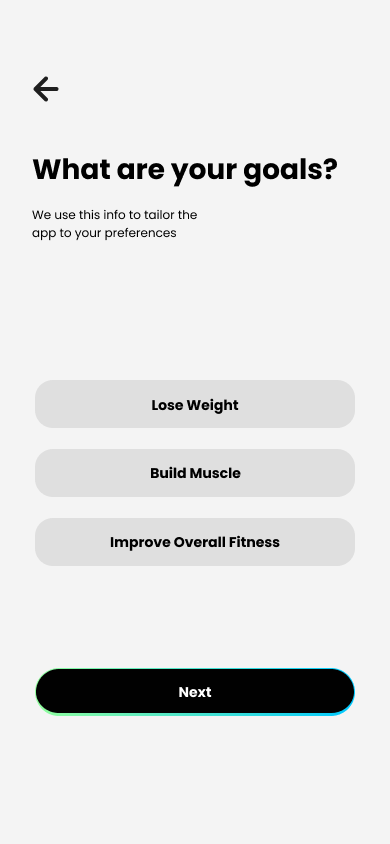 What are your goals?
We use this info to tailor the
app to your preferences
Lose Weight
Build Muscle
Improve Overall Fitness
Next